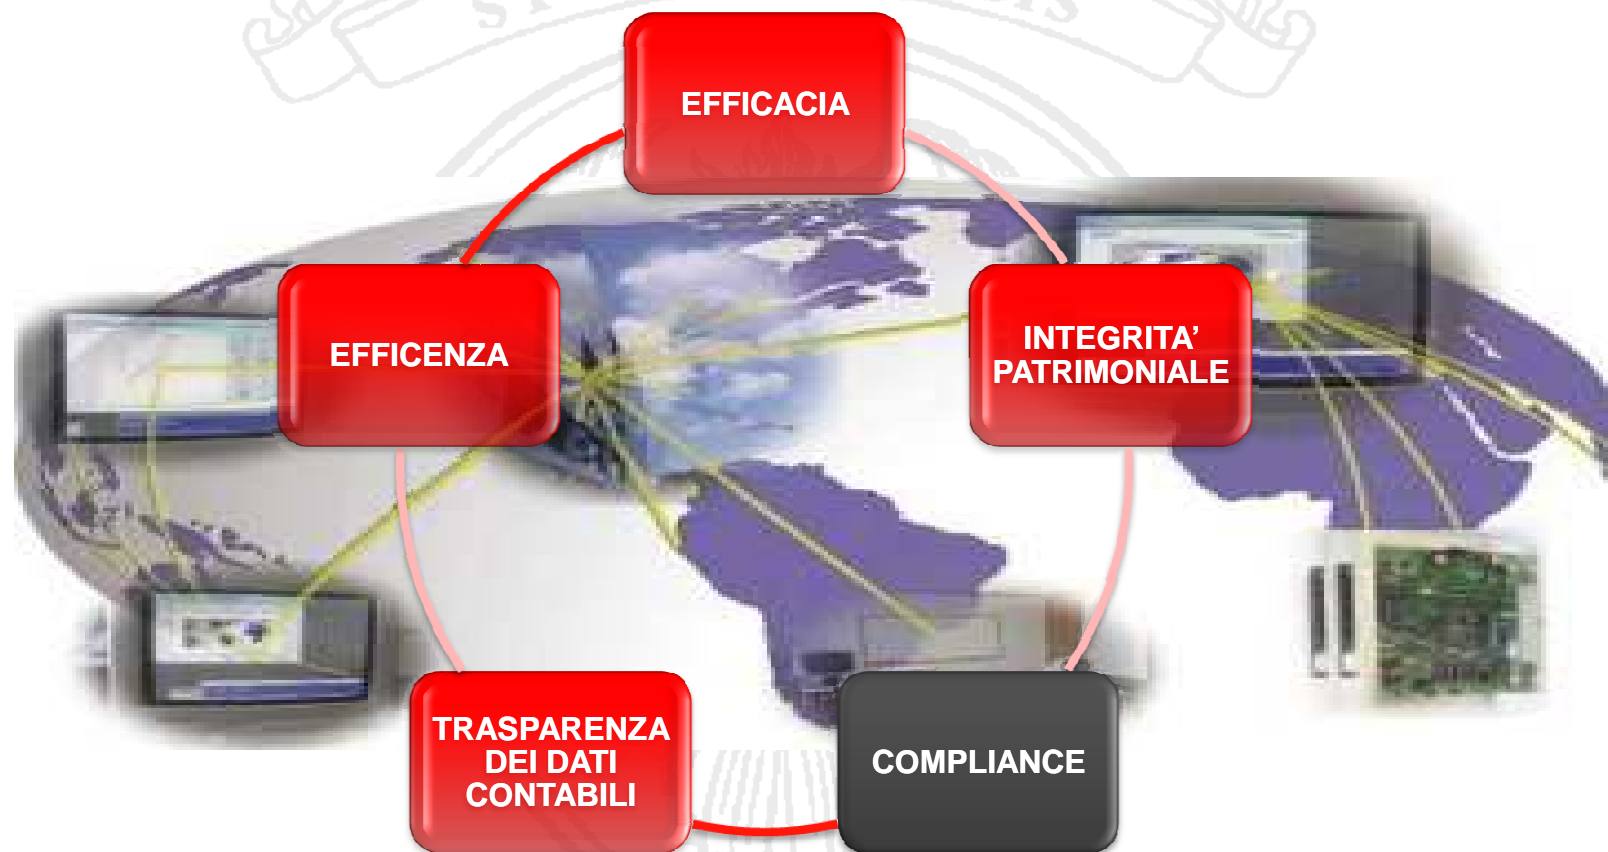 EFFICACIA
EFFICENZA
INTEGRITA’
PATRIMONIALE
TRASPARENZA
DEI DATI
CONTABILI
COMPLIANCE